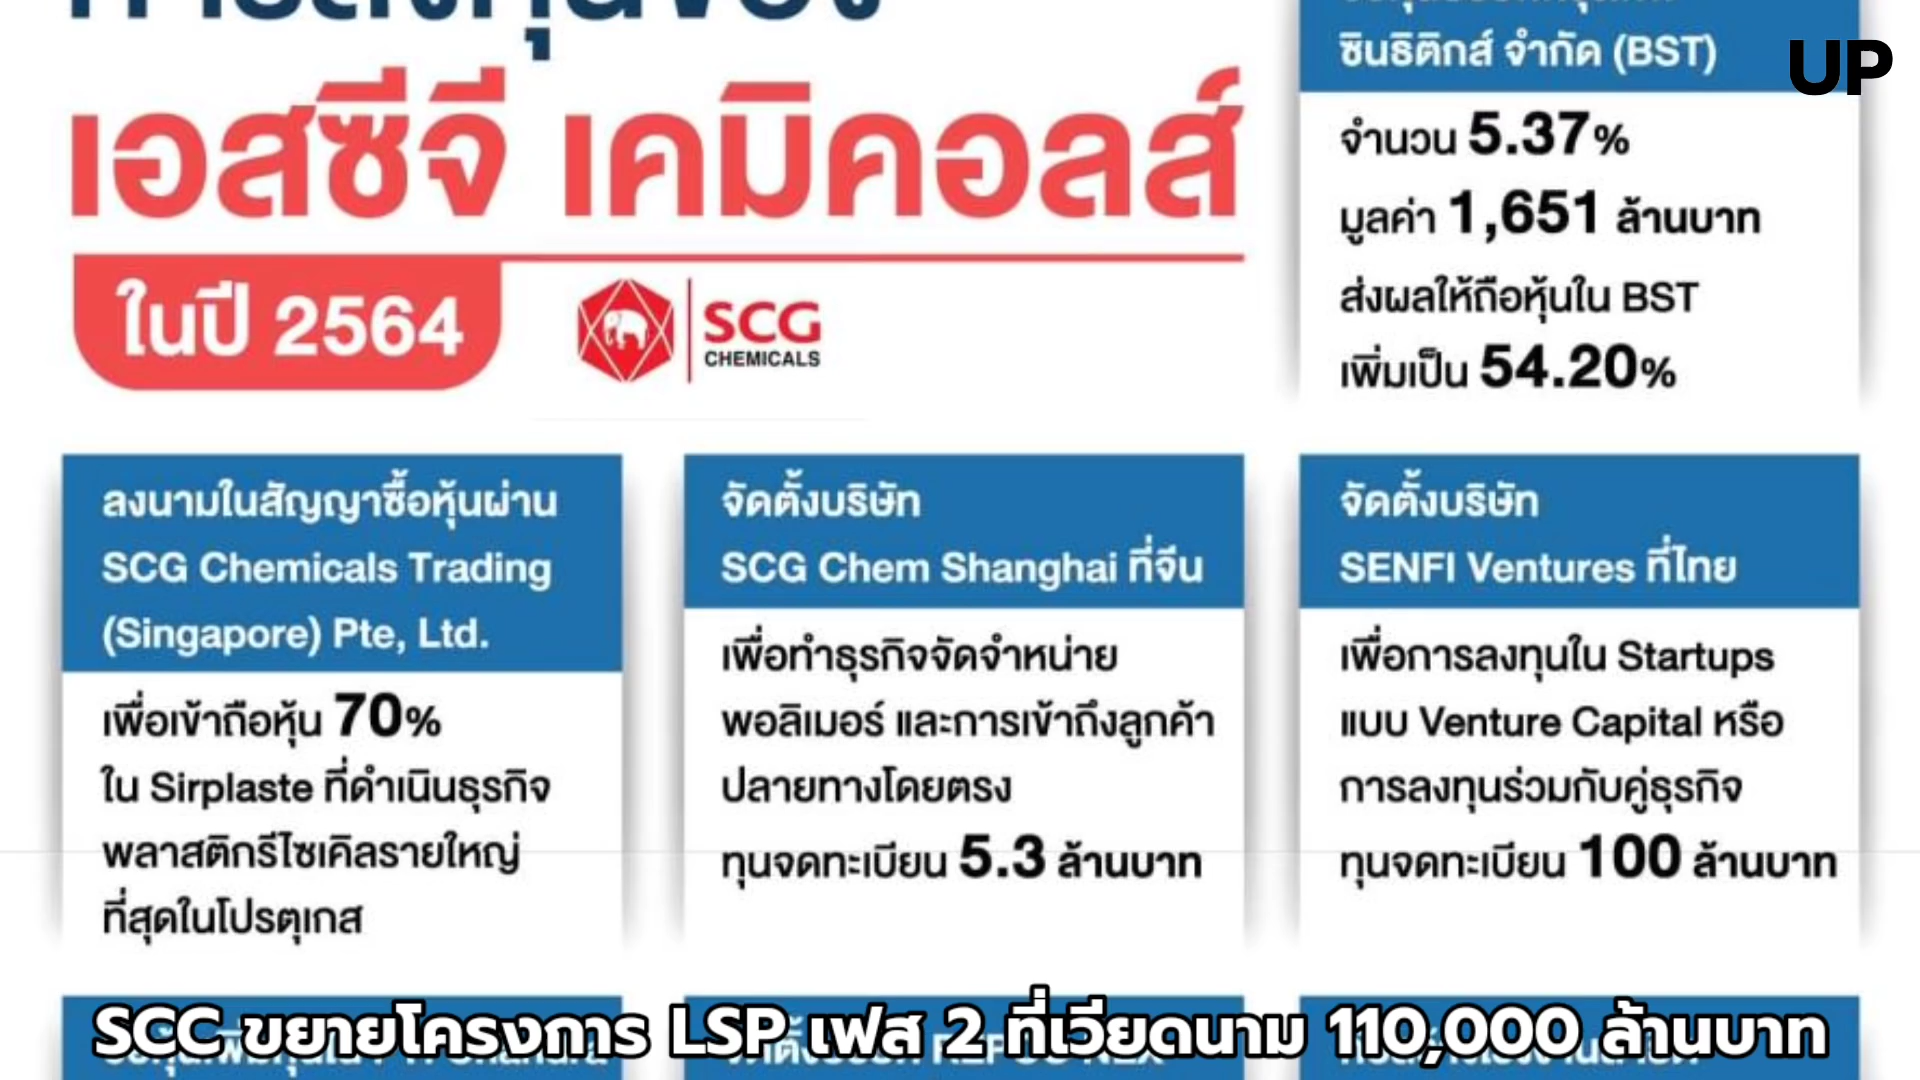 การลงทุนของ
เอสซีจี เคมิคอลส์
ในปี 2564
SCG
CHEMICALS
ซินธิติกส์ จำกัด (BST)
UP
จำนวน 5.37%
มูลค่า 1,651 ล้านบาท
ส่งผลให้ถือหุ้นใน BST
เพิ่มเป็น 54.20%
ลงนามในสัญญาซื้อหุ้นผ่าน
SCG Chemicals Trading
(Singapore) Pte, Ltd.
เพื่อเข้าถือหุ้น 70%
ใน Sirplaste ที่ดำเนินธุรกิจ
พลาสติกรีไซเคิลรายใหญ่
ที่สุดในโปรตุเกส
จัดตั้งบริษัท
SCG Chem Shanghai ที่จีน
เพื่อทำธุรกิจจัดจำหน่าย
พอลิเมอร์ และการเข้าถึงลูกค้า
ปลายทางโดยตรง
ทุนจดทะเบียน 5.3 ล้านบาท
จัดตั้งบริษัท
SENFI Ventures ที่ไทย
เพื่อการลงทุนใน Startups
แบบ Venture Capital หรือ
การลงทุนร่วมกับคู่ธุรกิจ
ทุนจดทะเบียน 100 ล้านบาท
SCC ขยายโครงการ LSP เฟส 2 ที่เวียดนาม 110,000 ล้านบาท